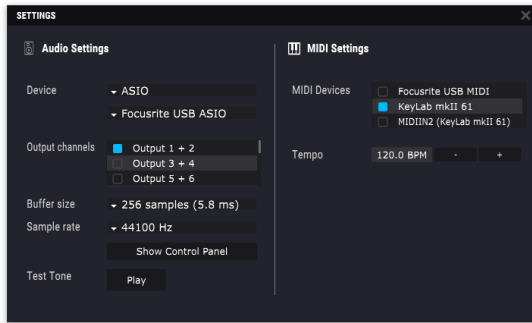 SETTINGS
Audio Settings
Device
ASIO
Focusrite USB ASIO
Output channels
Output 1 + 2
Output 3 + 4
Output 5 + 6
Buffer size
256 samples (5.8 ms)
Sample rate
44100 Hz
Show Control Panel
Test Tone
Play
MIDI Settings
MIDI Devices
Focusrite USB MIDI
KeyLab mkII 61
MIDIIN2 (KeyLab mkII 61)
Tempo
120.0 BPM - +